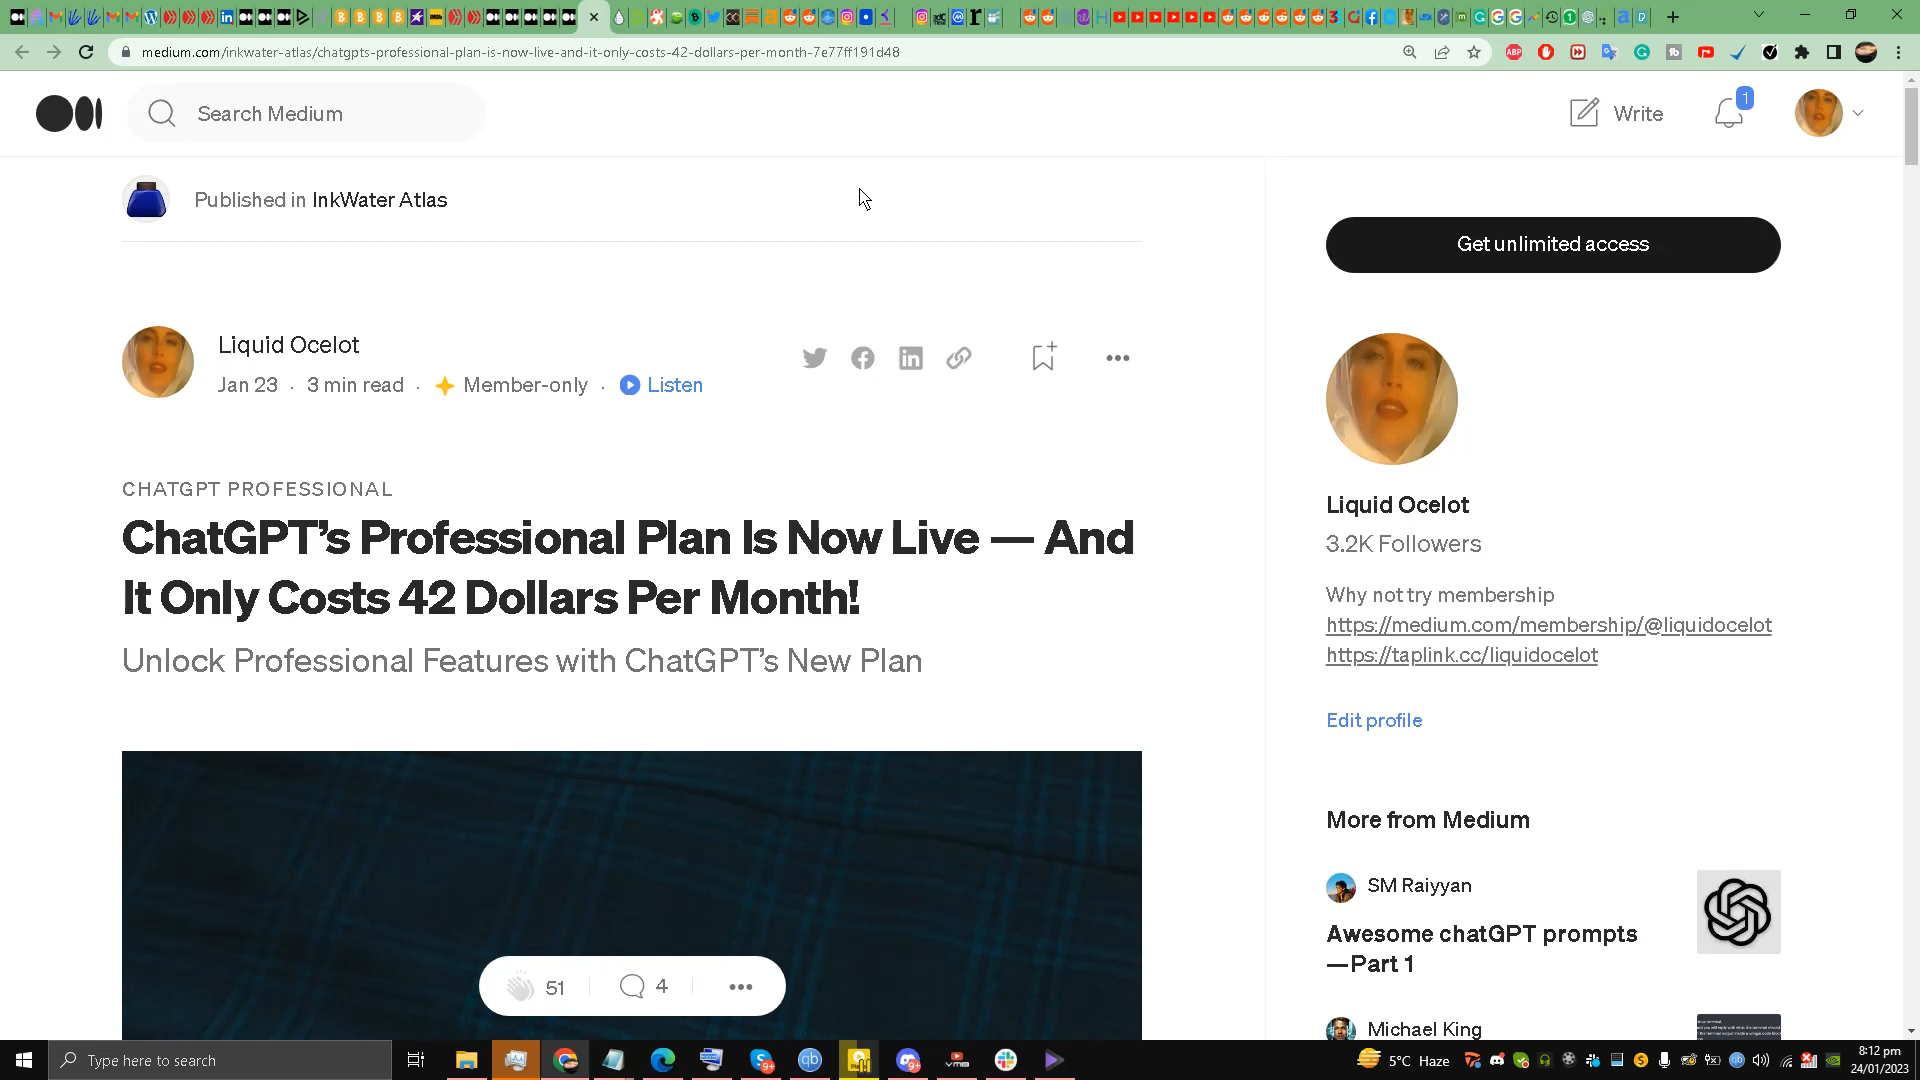 medium.com/inkwater-atlas/chatgpts-professional-plan-is-now-live-and-it-only-costs-42-dollars-per-month-7e77ff191d48
Search Medium
Write
1
Published in InkWater Atlas
Get unlimited access
Liquid Ocelot
Jan 23 · 3 min read · Member-only · Listen
CHATGPT PROFESSIONAL
ChatGPT’s Professional Plan Is Now Live — And
It Only Costs 42 Dollars Per Month!
Unlock Professional Features with ChatGPT’s New Plan
51
4
Liquid Ocelot
3.2K Followers
Why not try membership
https://medium.com/membership/@liquidocelot
https://taplink.cc/liquidocelot
Edit profile
More from Medium
SM Raiyyan
Awesome chatGPT prompts
—Part 1
Michael King
Type here to search
5°C Haze
8:12 pm
24/01/2023